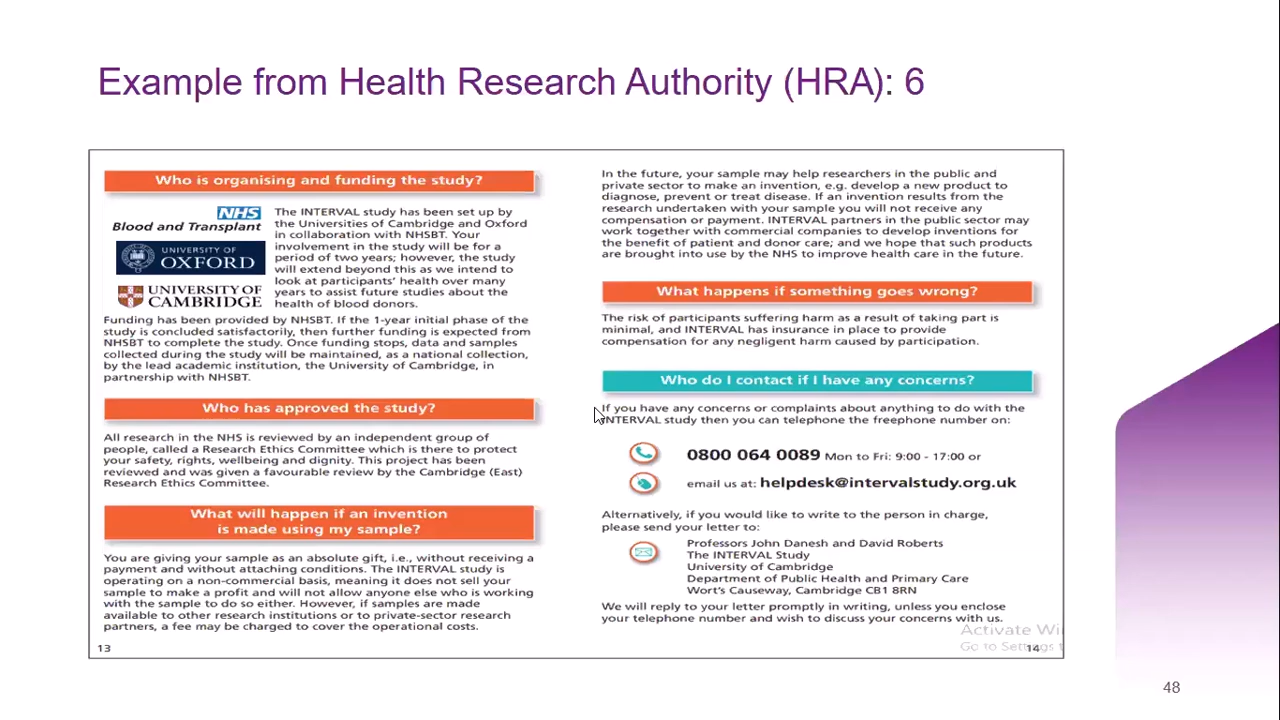 Example from Health Research Authority (HRA): 6
Who is organising and funding the study?
NHS
Blood and Transplant
UNIVERSITY OF
OXFORD
UNIVERSITY OF
CAMBRIDGE
The INTERVAL study has been set up by
the Universities of Cambridge and Oxford
in collaboration with NHSBT. Your
involvement in the study will be for a
period of two years; however, the study
will extend beyond this as we intend to
look at participants' health over many
years to assist future studies about the
health of blood donors.
Funding has been provided by NHSBT. If the 1-year initial phase of the
study is concluded satisfactorily, then further funding is expected from
NHSBT to complete the study. Once funding stops, data and samples
collected during the study will be maintained, as a national collection,
by the lead academic institution, the University of Cambridge, in
partnership with NHSBT.
Who has approved the study?
All research in the NHS is reviewed by an independent group of
people, called a Research Ethics Committee which is there to protect
your safety, rights, wellbeing and dignity. This project has been
reviewed and was given a favourable review by the Cambridge (East)
Research Ethics Committee.
What will happen if an invention
is made using my sample?
You are giving your sample as an absolute gift, i.e., without receiving a
payment and without attaching conditions. The INTERVAL study is
operating on a non-commercial basis, meaning it does not sell your
sample to make a profit and will not allow anyone else who is working
with the sample to do so either. However, if samples are made
available to other research institutions or to private-sector research
partners, a fee may be charged to cover the operational costs.
13
In the future, your sample may help researchers in the public and
private sector to make an invention, e.g. develop a new product to
diagnose, prevent or treat disease. If an invention results from the
research undertaken with your sample you will not receive any
compensation or payment. INTERVAL partners in the public sector may
work together with commercial companies to develop inventions for
the benefit of patient and donor care; and we hope that such products
are brought into use by the NHS to improve health care in the future.
What happens if something goes wrong?
The risk of participants suffering harm as a result of taking part is
minimal, and INTERVAL has insurance in place to provide
compensation for any negligent harm caused by participation.
Who do I contact if I have any concerns?
If you have any concerns or complaints about anything to do with the
INTERVAL study then you can telephone the freephone number on:
0800 064 0089 Mon to Fri: 9:00 - 17:00 or
email us at: helpdesk@intervalstudy.org.uk
Alternatively, if you would like to write to the person in charge,
please send your letter to:
Professors John Danesh and David Roberts
The INTERVAL Study
University of Cambridge
Department of Public Health and Primary Care
Wort's Causeway, Cambridge CB1 8RN
We will reply to your letter promptly in writing, unless you enclose
your telephone number and wish to discuss your concerns with us.
Activate Wi
Go to Settings t
14
48